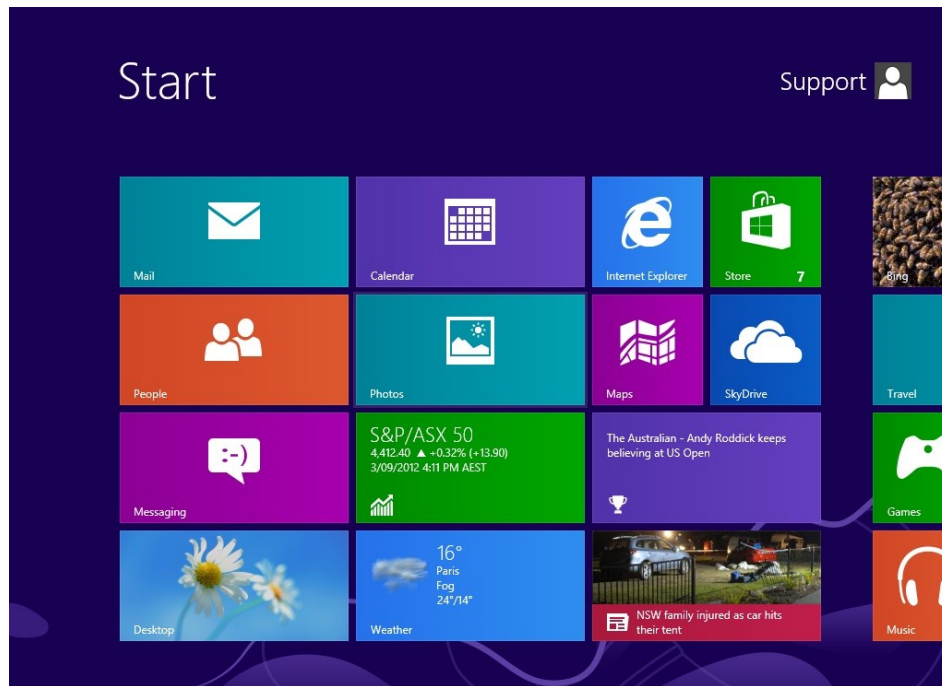 Start
Support
Mail
Calendar
Internet Explorer
Store
7
Bing
People
Photos
Maps
SkyDrive
Travel
:-)
Messaging
S&P/ASX 50
4,412.40 ▲ +0.32% (+13.90)
3/09/2012 4:11 PM AEST
The Australian - Andy Roddick keeps
believing at US Open
Games
Desktop
16°
Paris
Fog
24°/14°
Weather
NSW family injured as car hits
their tent
Music